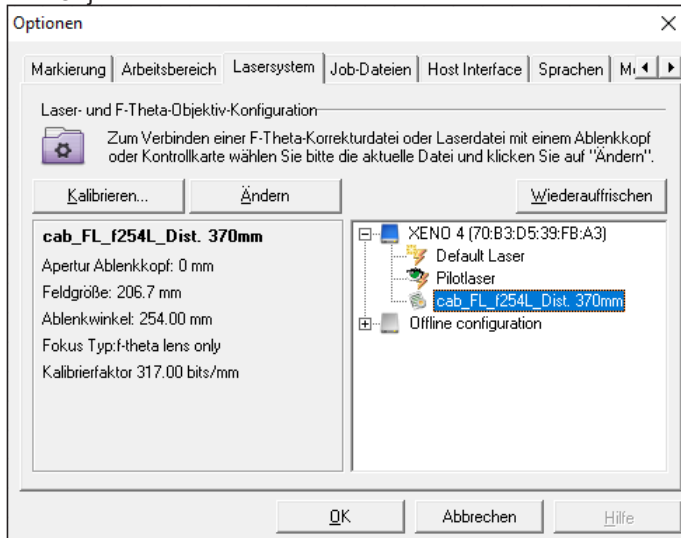 Optionen
Markierung Arbeitsbereich Lasersystem Job-Dateien Host Interface Sprachen
Laser- und F-Theta-Objektiv-Konfiguration
Zum Verbinden einer F-Theta-Korrekturdatei oder Laserdatei mit einem Ablenkkopf
oder Kontrollkarte wählen Sie bitte die aktuelle Datei und klicken Sie auf "Ändern".
Kalibrieren... Ändern Wiederauffrischen
cab_FL_f254L_Dist. 370mm
Apertur Ablenkkopf: 0 mm
Feldgröße: 206.7 mm
Ablenkwinkel: 254.00 mm
Fokus Typ:f-theta lens only
Kalibrierfaktor 317.00 bits/mm
XENO 4 (70:B3:D5:39:FB:A3)
Default Laser
Pilotlaser
cab_FL_f254L_Dist. 370mm
Offline configuration
OK Abbrechen Hilfe